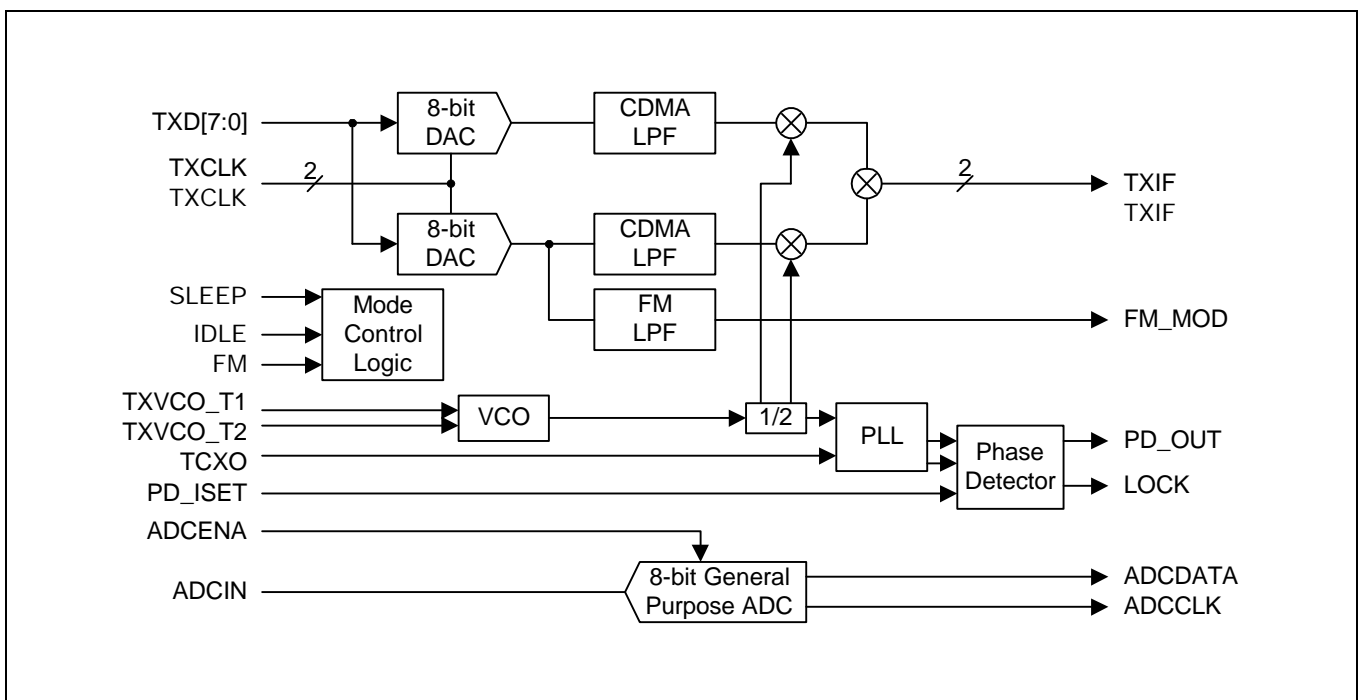 TXD[7:0]
8-bit
DAC
CDMA
LPF
TXCLK
TXCLK
2
2
TXIF
TXIF
8-bit
DAC
CDMA
LPF
SLEEP
IDLE
FM
Mode
Control
Logic
FM
LPF
FM_MOD
TXVCO_T1
TXVCO_T2
TCXO
PD_ISET
VCO
1/2
PLL
Phase
Detector
PD_OUT
LOCK
ADCENA
ADCIN
8-bit General
Purpose ADC
ADCDATA
ADCCLK